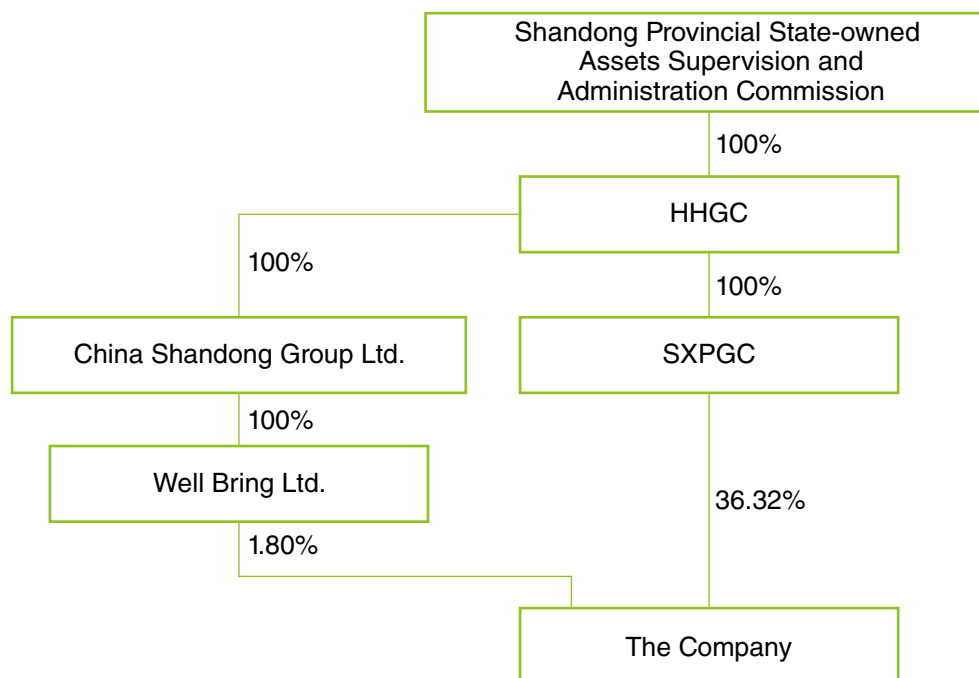 Shandong Provincial State-owned
Assets Supervision and
Administration Commission
100%
HHGC
100%
100%
China Shandong Group Ltd.
SXPGC
100%
Well Bring Ltd.
36.32%
1.80%
The Company